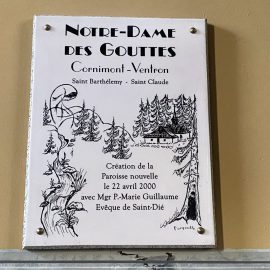 NOTRE-DAME
DES GOUTTES
Cornimont-Ventron
Saint Barthélemy - Saint Claude
Création de la
Paroisse nouvelle
le 22 avril 2000
avec Mgr P.-Marie Guillaume
Evêque de Saint-Dié